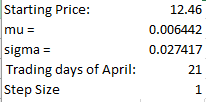 Starting Price: 12.46
mu = 0.006442
sigma = 0.027417
Trading days of April: 21
Step Size 1